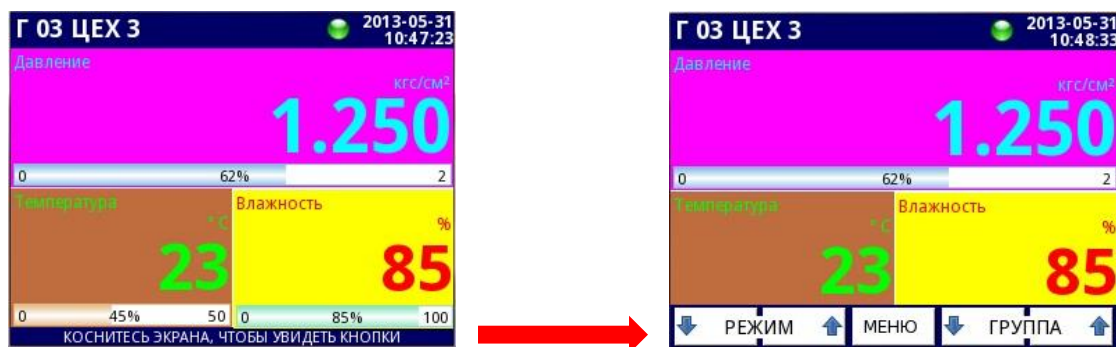 Г 03 ЦЕХ 3
2013-05-31
10:47:23
Давление
кгс/см²
1.250
0 62% 2
Температура
°C
23
0 45% 50
Влажность
%
85
0 85% 100
КОСНИТЕСЬ ЭКРАНА, ЧТОБЫ УВИДЕТЬ КНОПКИ
Г 03 ЦЕХ 3
2013-05-31
10:48:33
Давление
кгс/см²
1.250
0 62% 2
Температура
°C
23
Влажность
%
85
РЕЖИМ МЕНЮ ГРУППА